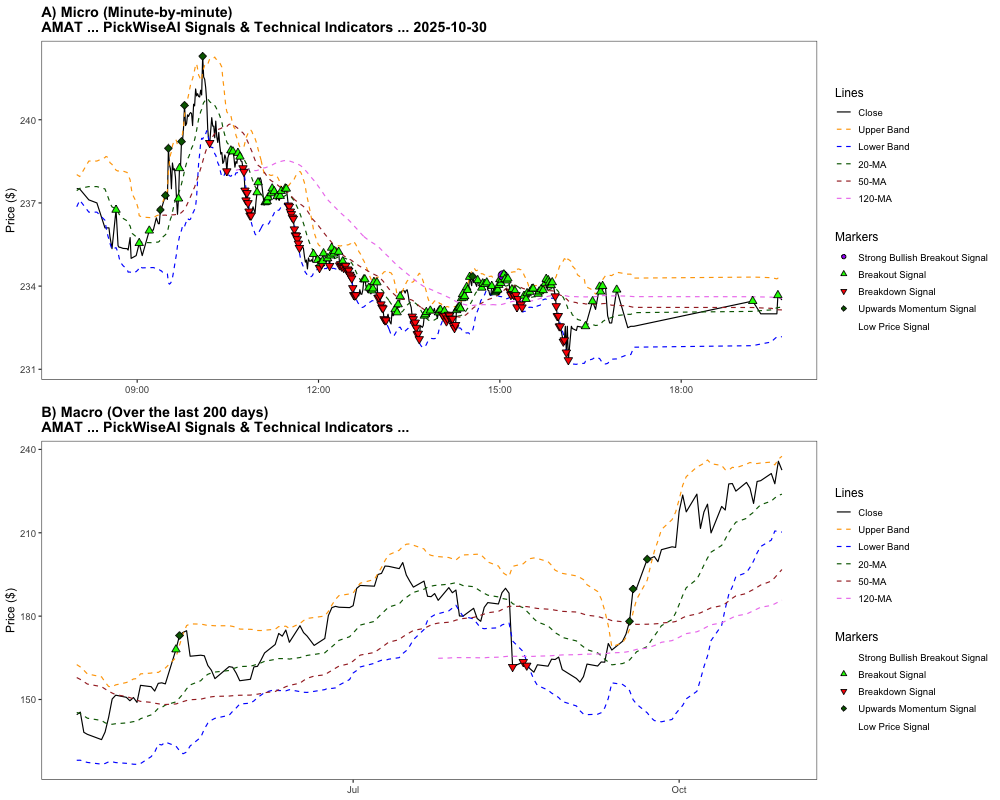 A) Micro (Minute-by-minute)
AMAT ... PickWiseAI Signals & Technical Indicators ... 2025-10-30
Price ($)
240
237
234
231
09:00
12:00
15:00
18:00
Lines
Close
Upper Band
Lower Band
20-MA
50-MA
120-MA
Markers
Strong Bullish Breakout Signal
Breakout Signal
Breakdown Signal
Upwards Momentum Signal
Low Price Signal
B) Macro (Over the last 200 days)
AMAT ... PickWiseAI Signals & Technical Indicators ...
Price ($)
240
210
180
150
Jul
Oct
Lines
Close
Upper Band
Lower Band
20-MA
50-MA
120-MA
Markers
Strong Bullish Breakout Signal
Breakout Signal
Breakdown Signal
Upwards Momentum Signal
Low Price Signal